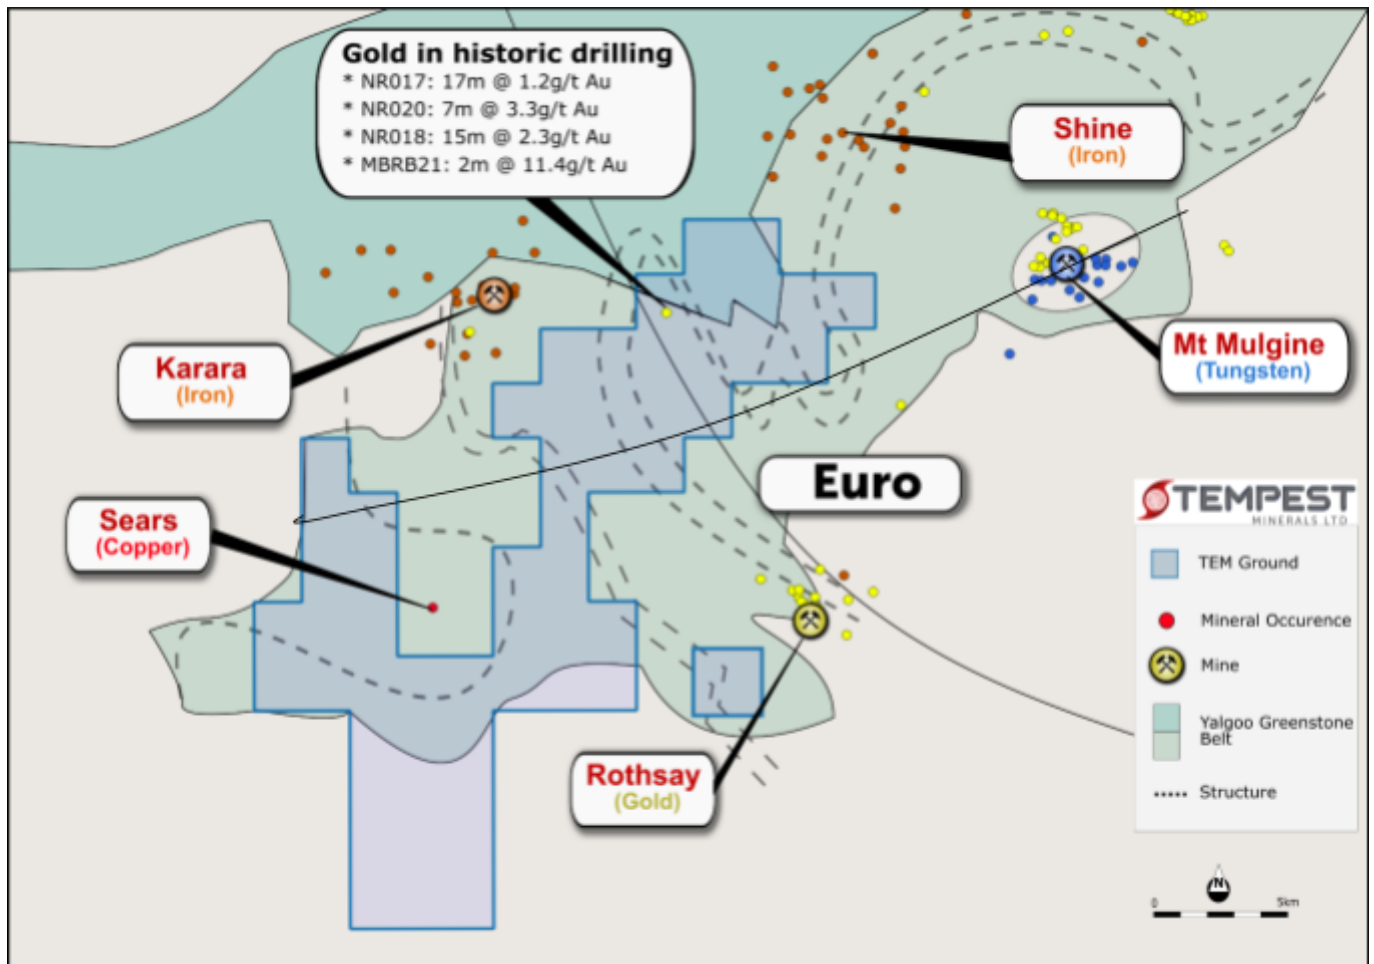 Gold in historic drilling
* NR017: 17m @ 1.2g/t Au
* NR020: 7m @ 3.3g/t Au
* NR018: 15m @ 2.3g/t Au
* MBRB21: 2m @ 11.4g/t Au
Shine
(Iron)
Karara
(Iron)
Mt Mulgine
(Tungsten)
Euro
Sears
(Copper)
Rothsay
(Gold)
TEMPEST
MINERALS LTD
TEM Ground
Mineral Occurence
Mine
Yalgoo Greenstone
Belt
Structure
N
0 5km